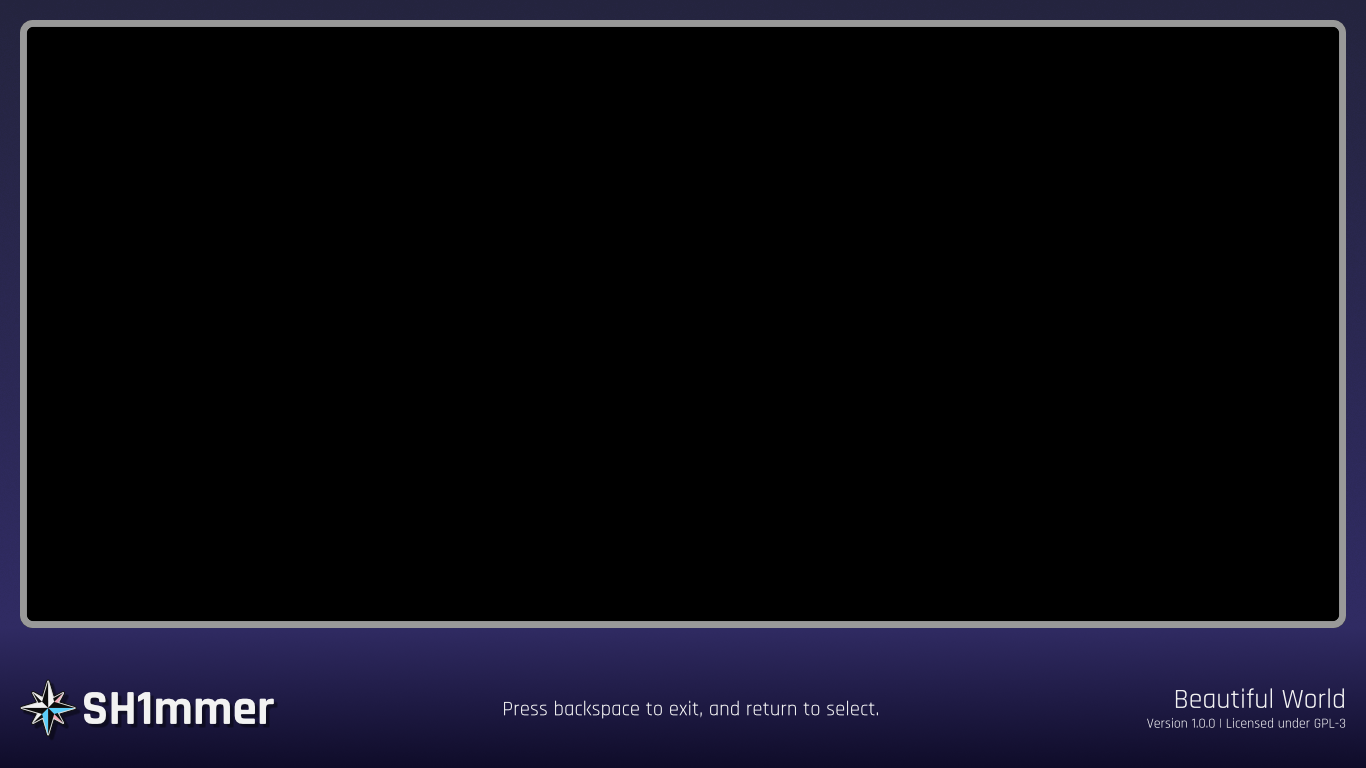 SH1mmer
Press backspace to exit, and return to select.
Beautiful World
Version 1.0.0 | Licensed under GPL-3